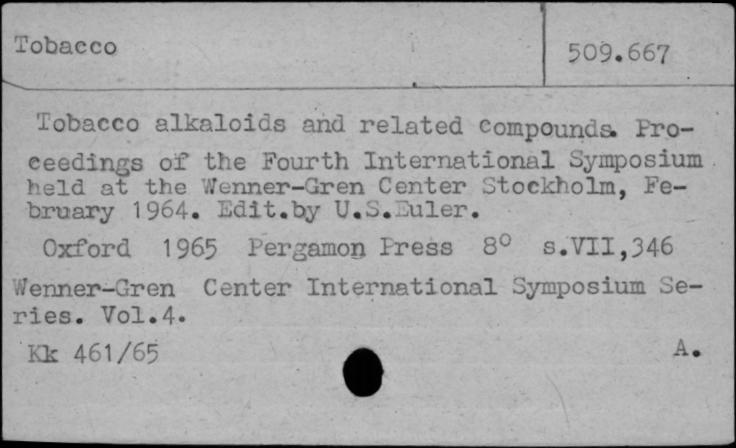 Tobacco
509.667
Tobacco alkaloids and related compounds. Pro-
ceedings of the Fourth International Symposium
held at the Wenner-Gren Center Stockholm, Fe-
bruary 1964. Edit.by U.S.Euler.
Oxford 1965 Pergamon Press 8° s.VII,346
Wenner-Gren Center International Symposium Se-
ries. Vol.4.
Kk 461/65 A.